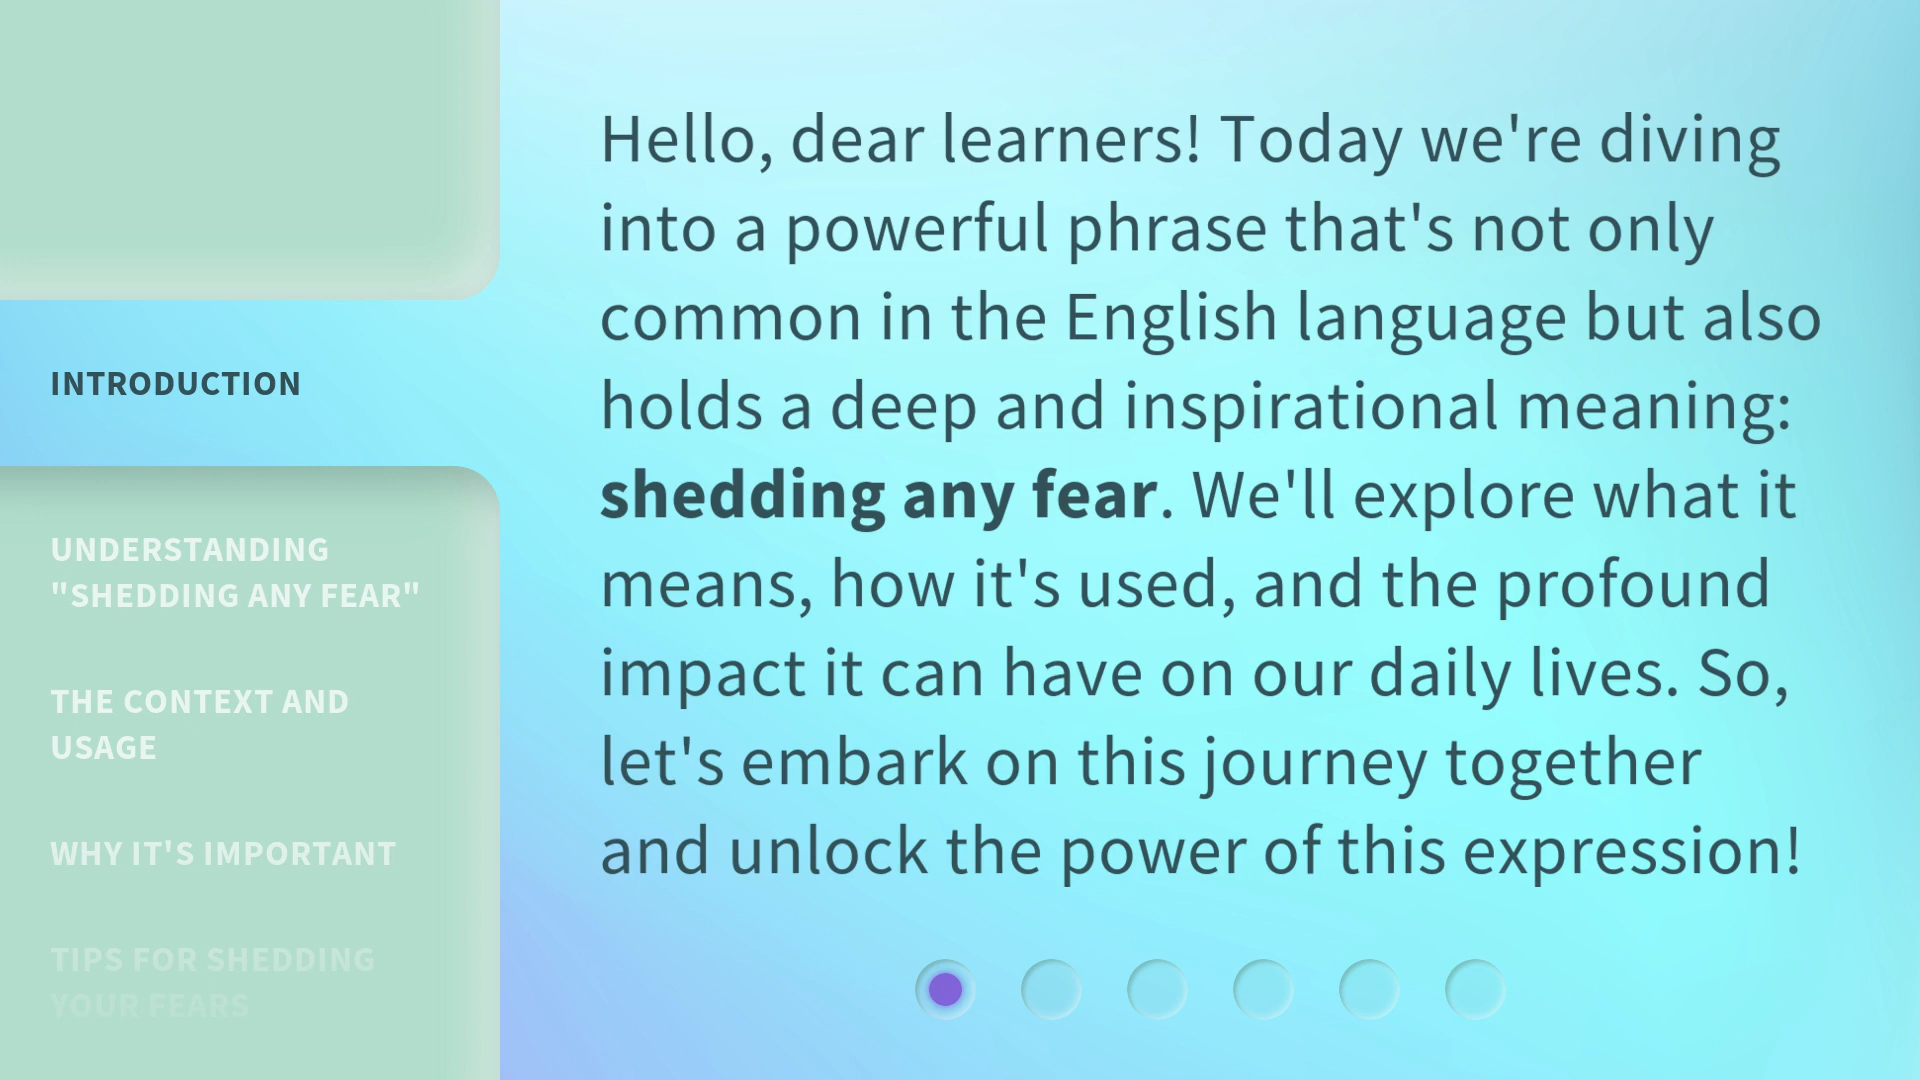 INTRODUCTION
UNDERSTANDING
"SHEDDING ANY FEAR"
THE CONTEXT AND
USAGE
WHY IT'S IMPORTANT
TIPS FOR SHEDDING
YOUR FEARS
Hello, dear learners! Today we're diving
into a powerful phrase that's not only
common in the English language but also
holds a deep and inspirational meaning:
shedding any fear. We'll explore what it
means, how it's used, and the profound
impact it can have on our daily lives. So,
let's embark on this journey together
and unlock the power of this expression!